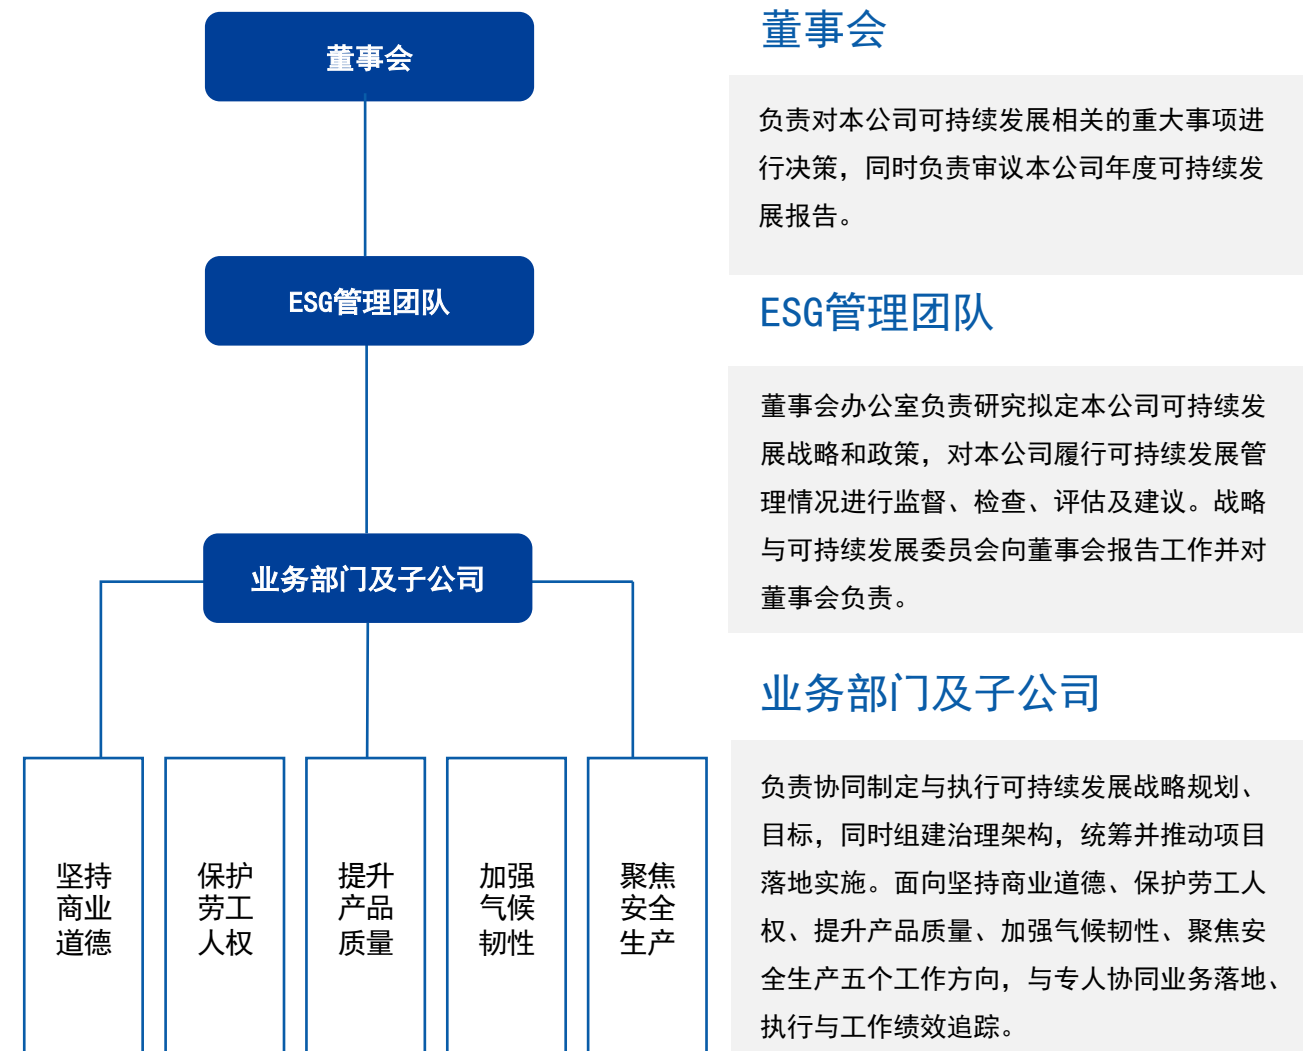 董事会
ESG管理团队
业务部门及子公司
坚持
商业
道德
保护
劳工
人权
提升
产品
质量
加强
气候
韧性
聚焦
安全
生产
董事会
负责对本公司可持续发展相关的重大事项进
行决策，同时负责审议本公司年度可持续发
展报告。
ESG管理团队
董事会办公室负责研究拟定本公司可持续发
展战略和政策，对本公司履行可持续发展管
理情况进行监督、检查、评估及建议。战略
与可持续发展委员会向董事会报告工作并对
董事会负责。
业务部门及子公司
负责协同制定与执行可持续发展战略规划、
目标，同时组建治理架构，统筹并推动项目
落地实施。面向坚持商业道德、保护劳工人
权、提升产品质量、加强气候韧性、聚焦安
全生产五个工作方向，与专人协同业务落地、
执行与工作绩效追踪。